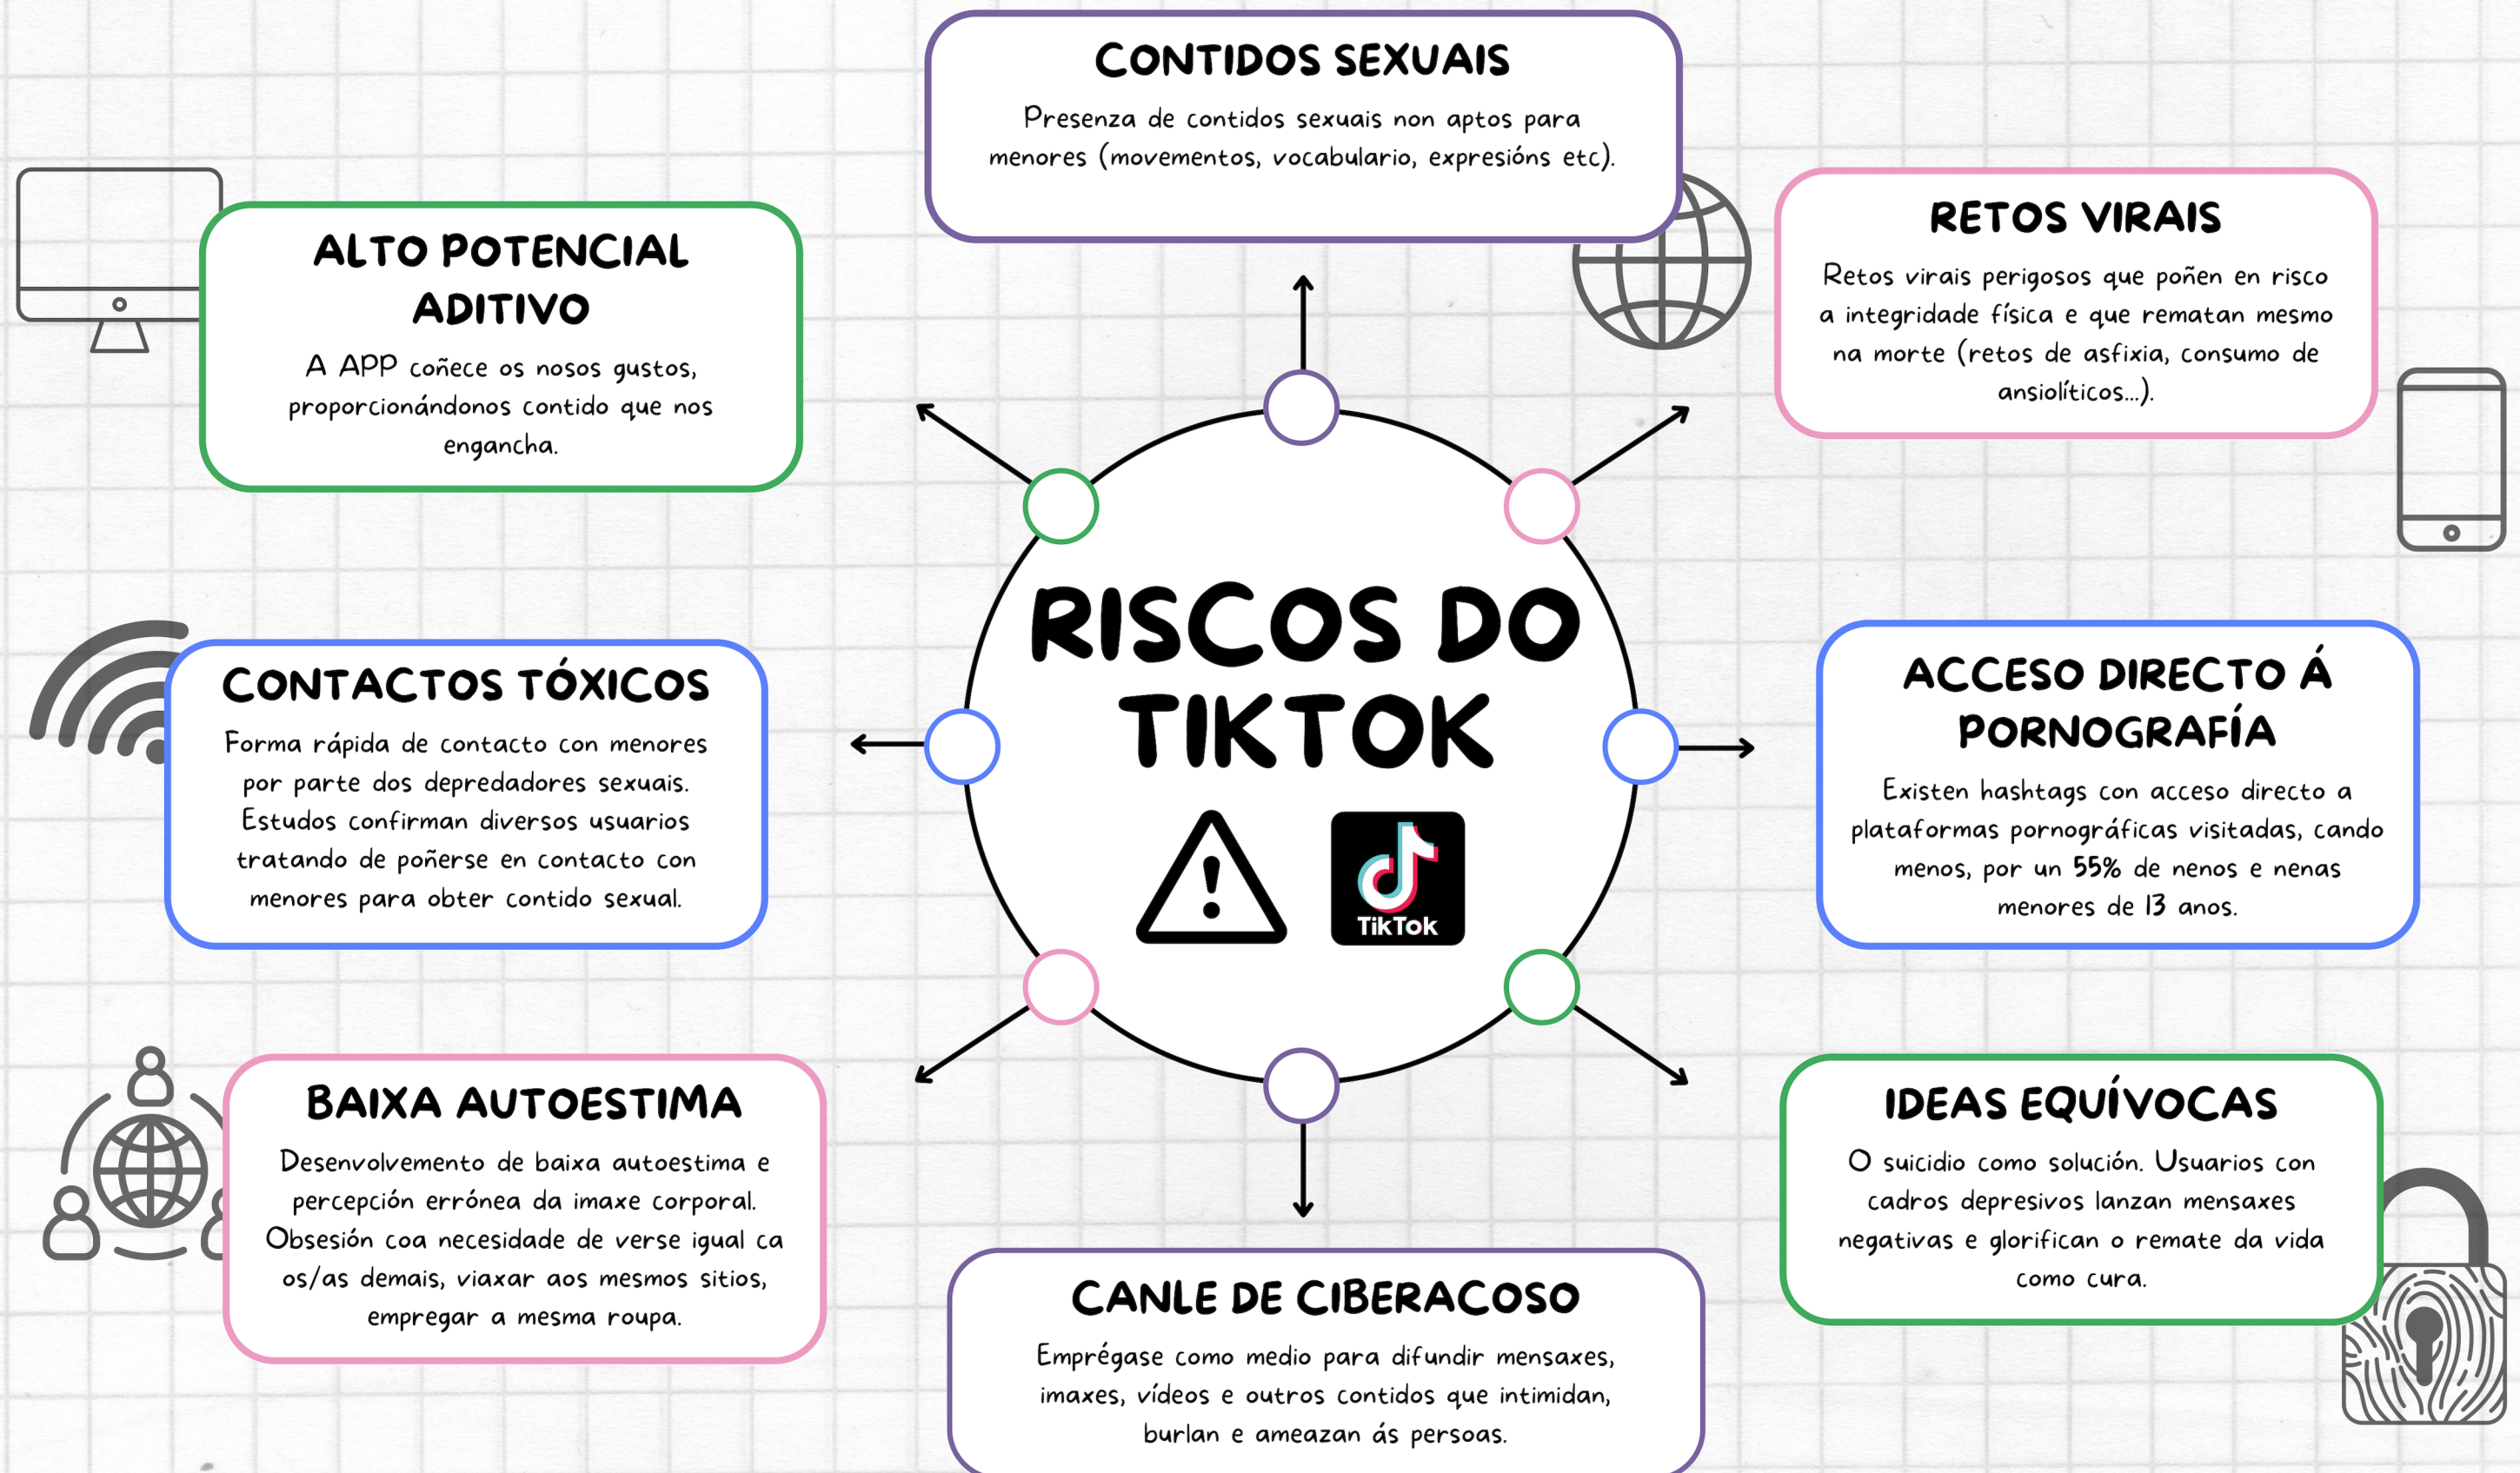 CONTIDOS SEXUAIS
Presenza de contidos sexuais non aptos para
menores (movementos, vocabulario, expresións etc).
RETOS VIRAIS
Retos virais perigosos que poñen en risco
a integridade física e que rematan mesmo
na morte (retos de asfixia, consumo de
ansiolíticos...).
ALTO POTENCIAL
ADITIVO
A APP coñece os nosos gustos,
proporcionándonos contido que nos
engancha.
RISCOS DO
TIKTOK
TikTok
CONTACTOS TÓXICOS
Forma rápida de contacto con menores
por parte dos depredadores sexuais.
Estudos confirman diversos usuarios
tratando de poñerse en contacto con
menores para obter contido sexual.
ACCESO DIRECTO Á
PORNOGRAFÍA
Existen hashtags con acceso directo a
plataformas pornográficas visitadas, cando
menos, por un 55% de nenos e nenas
menores de 13 anos.
BAIXA AUTOESTIMA
Desenvolvemento de baixa autoestima e
percepción errónea da imaxe corporal.
Obsesión coa necesidade de verse igual ca
os/as demais, viaxar aos mesmos sitios,
empregar a mesma roupa.
IDEAS EQUÍVOCAS
O suicidio como solución. Usuarios con
cadros depresivos lanzan mensaxes
negativas e glorifican o remate da vida
como cura.
CANLE DE CIBERACOSO
Emprégase como medio para difundir mensaxes,
imaxes, vídeos e outros contidos que intimidan,
burlan e ameazan ás persoas.